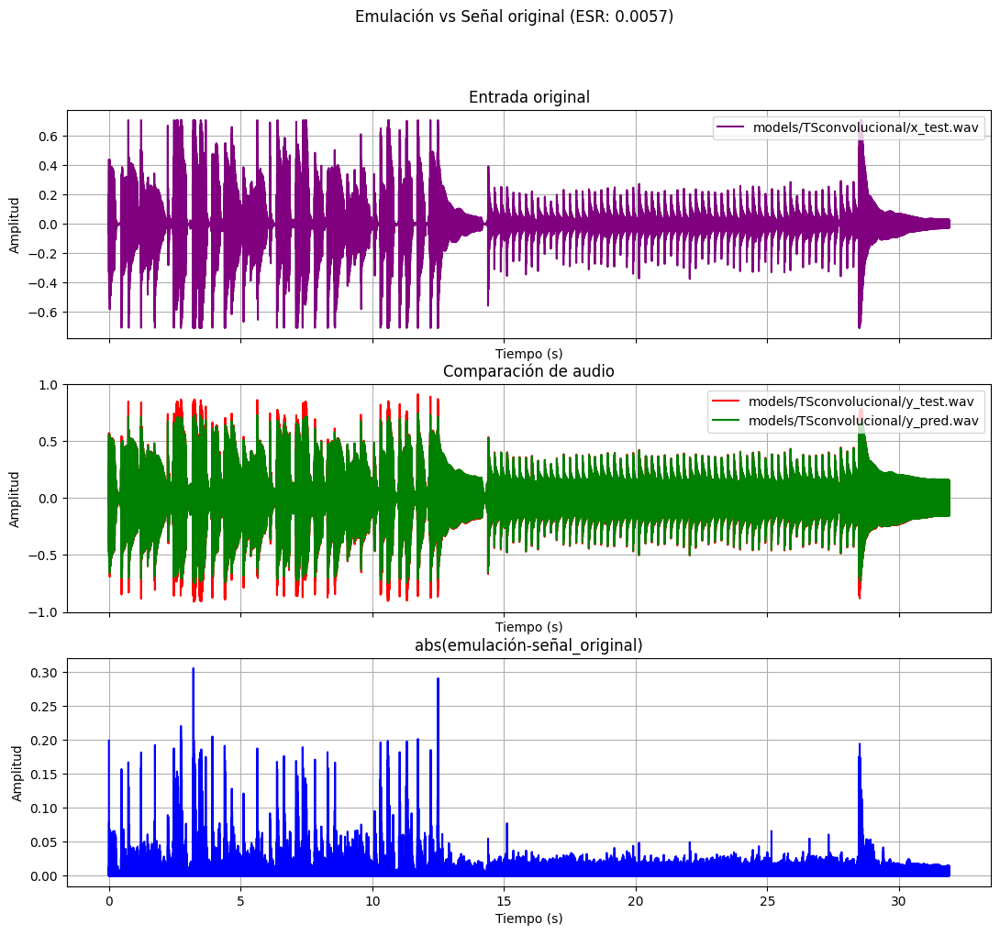 Emulación vs Señal original (ESR: 0.0057)
Entrada original
models/TSconvolucional/x_test.wav
Amplitud
0.6
0.4
0.2
0.0
−0.2
−0.4
−0.6
Tiempo (s)
Comparación de audio
models/TSconvolucional/y_test.wav
models/TSconvolucional/y_pred.wav
Amplitud
1.0
0.5
0.0
−0.5
−1.0
Tiempo (s)
abs(emulación-señal_original)
Amplitud
0.30
0.25
0.20
0.15
0.10
0.05
0.00
0 5 10 15 20 25 30
Tiempo (s)